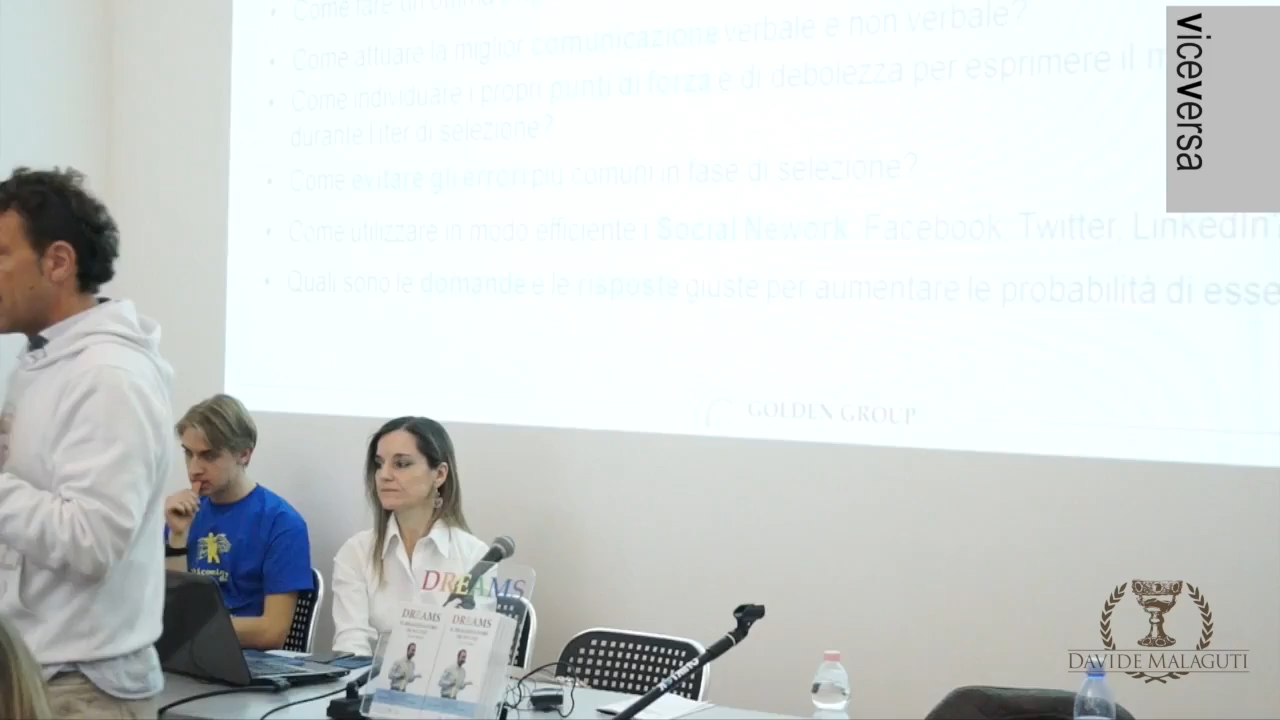 viceversa
Come attuare la miglior comunicazione verbale e non verbale?
Come individuare i propri punti di forza e di debolezza per esprimere il
durante l'iter di selezione?
Come evitare gli errori più comuni in fase di selezione?
Come utilizzare in modo efficiente i Social Nework Facebook Twitter LinkedIn?
Quali sono le domande e le risposte giuste per aumentare le probabilità di esse
GOLDEN GROUP
DREAMS
DREAMS
DREAMS
DAVIDE MALAGUTI